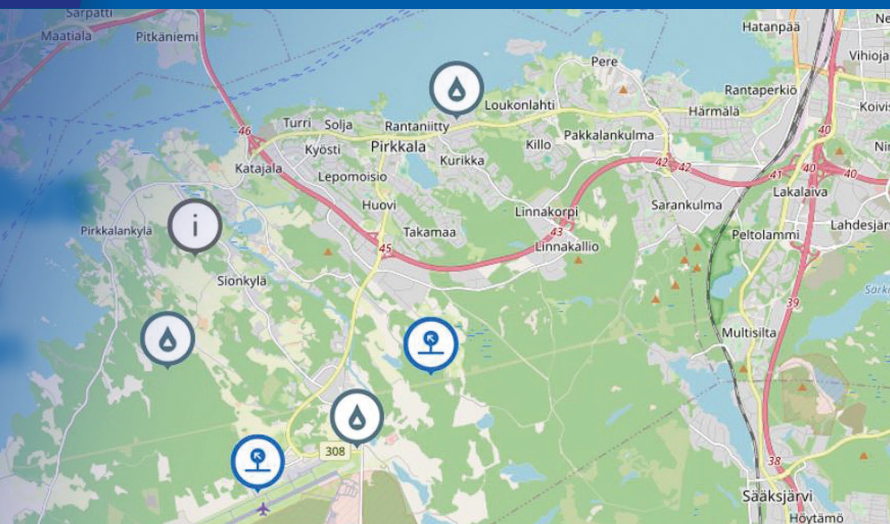 Sarpatti
Hatanpää
Maatiala
Pitkäniemi
Vihioja
Pere
Rantaperkiö
Loukonlahti
Härmälä
Turri
Solja
Rantaniitty
46
Pirkkala
Kyösti
Killo
Pakkalankulma
40
Kurikka
42
42
Katajala
Lepomoisio
41
40
40
Lakalaiva
Huovi
Linnakorpi
Sarankulma
i
Pirkkalankylä
Takamaa
43
Peltolammi
45
Linnakallio
Sionkylä
39
Multisilta
308
38
Sääksjärvi
Höytämö